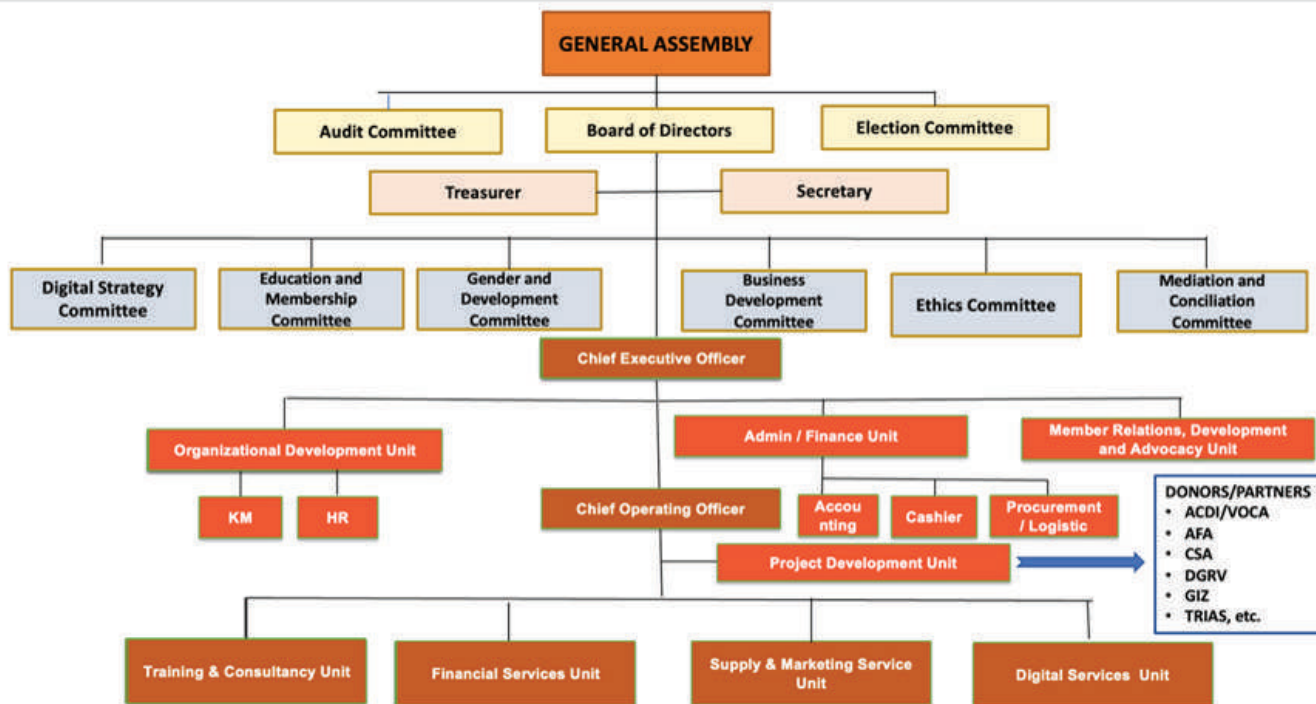 GENERAL ASSEMBLY
Audit Committee
Board of Directors
Election Committee
Treasurer
Secretary
Digital Strategy
Committee
Education and
Membership
Committee
Gender and
Development
Committee
Business
Development
Committee
Ethics Committee
Mediation and
Conciliation
Committee
Chief Executive Officer
Organizational Development Unit
Admin / Finance Unit
Member Relations, Development
and Advocacy Unit
KM
HR
Chief Operating Officer
Accou
nting
Cashier
Procurement
/ Logistic
Project Development Unit
DONORS/PARTNERS
• ACDI/VOCA
• AFA
• CSA
• DGRV
• GIZ
• TRIAS, etc.
Training & Consultancy Unit
Financial Services Unit
Supply & Marketing Service
Unit
Digital Services Unit